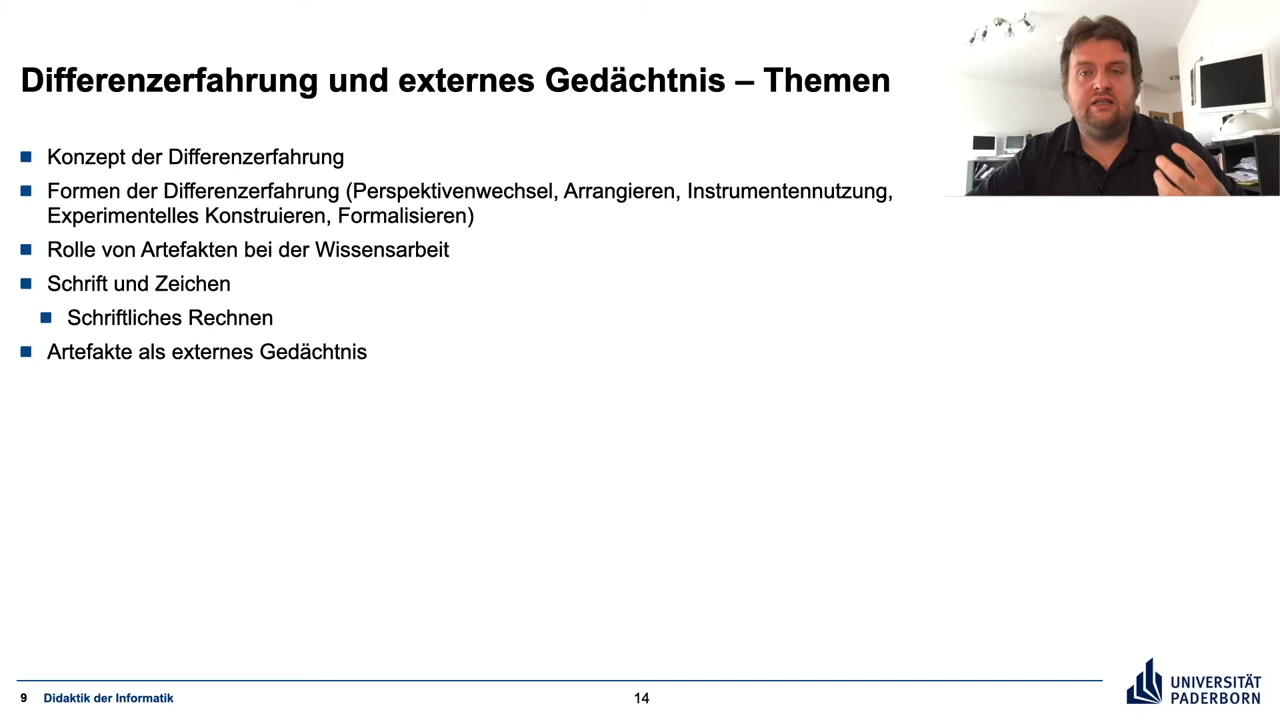 Differenzerfahrung und externes Gedächtnis – Themen
Konzept der Differenzerfahrung
Formen der Differenzerfahrung (Perspektivenwechsel, Arrangieren, Instrumentennutzung,
Experimentelles Konstruieren, Formalisieren)
Rolle von Artefakten bei der Wissensarbeit
Schrift und Zeichen
Schriftliches Rechnen
Artefakte als externes Gedächtnis
9 Didaktik der Informatik
14
UNIVERSITÄT
PADERBORN